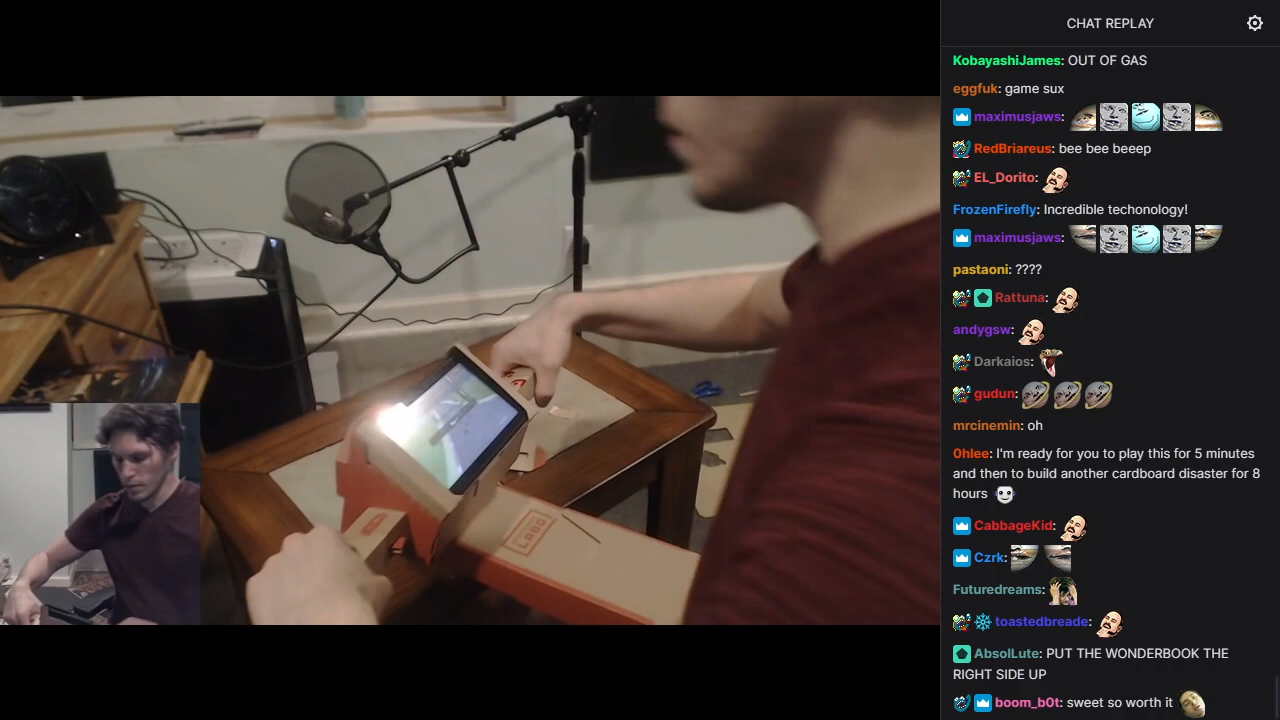 CHAT REPLAY
KobayashiJames: OUT OF GAS
eggfuk: game sux
maximusjaws:
RedBriareus: bee bee beeep
EL_Dorito:
FrozenFirefly: Incredible techonology!
maximusjaws:
pastaoni: ????
Rattuna:
andygsw:
Darkaios:
gudun:
mrcinemin: oh
0hlee: I'm ready for you to play this for 5 minutes
and then to build another cardboard disaster for 8
hours
CabbageKid:
Czrk:
Futuredreams:
toastedbreade:
AbsolLute: PUT THE WONDERBOOK THE
RIGHT SIDE UP
boom_b0t: sweet so worth it
LABO